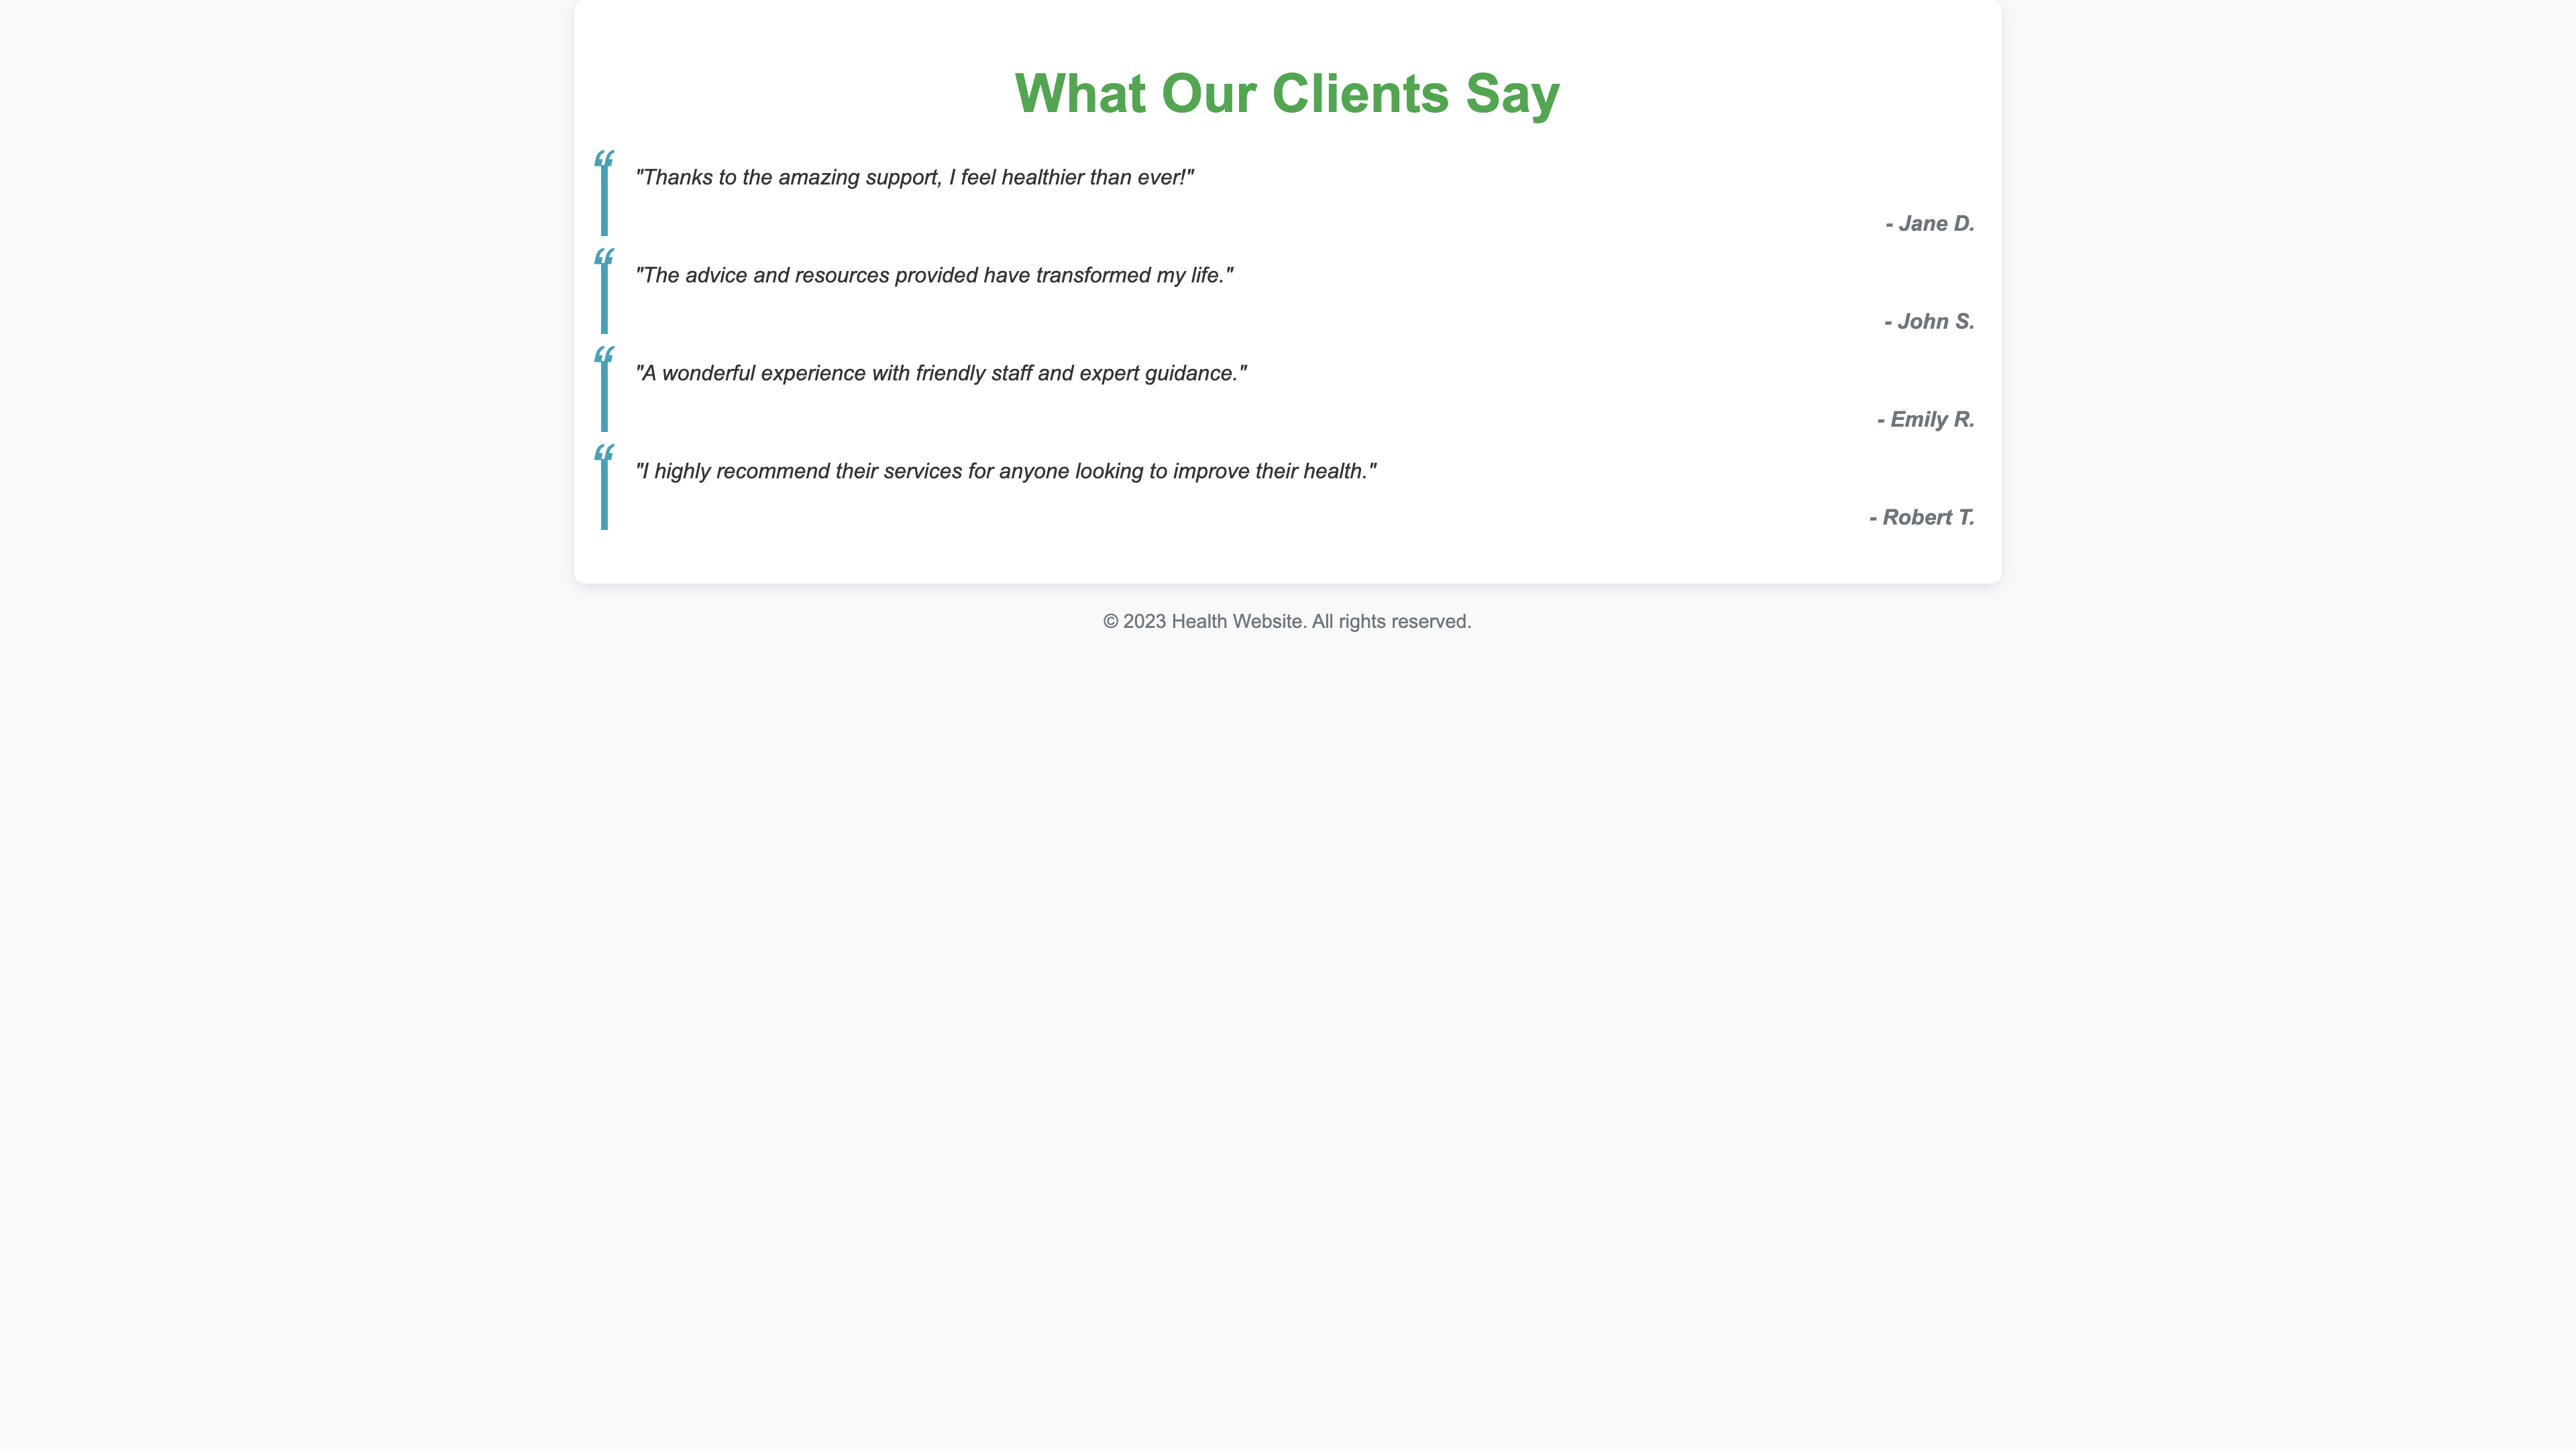 What Our Clients Say
“
"Thanks to the amazing support, I feel healthier than ever!"
- Jane D.
“
"The advice and resources provided have transformed my life."
- John S.
“
"A wonderful experience with friendly staff and expert guidance."
- Emily R.
“
"I highly recommend their services for anyone looking to improve their health."
- Robert T.
© 2023 Health Website. All rights reserved.